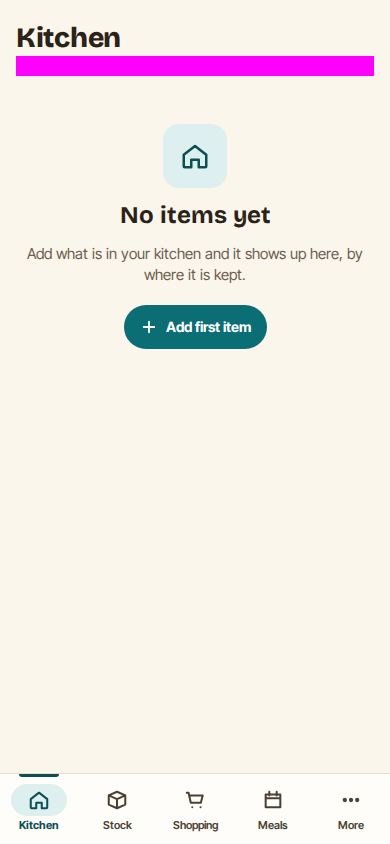 Kitchen
No items yet
Add what is in your kitchen and it shows up here, by
where it is kept.
Add first item
Kitchen
Stock
Shopping
Meals
More